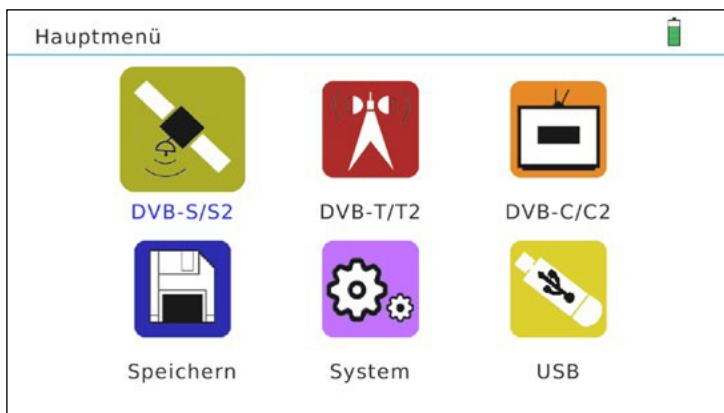 Hauptmenü
DVB-S/S2 DVB-T/T2 DVB-C/C2
Speichern System USB